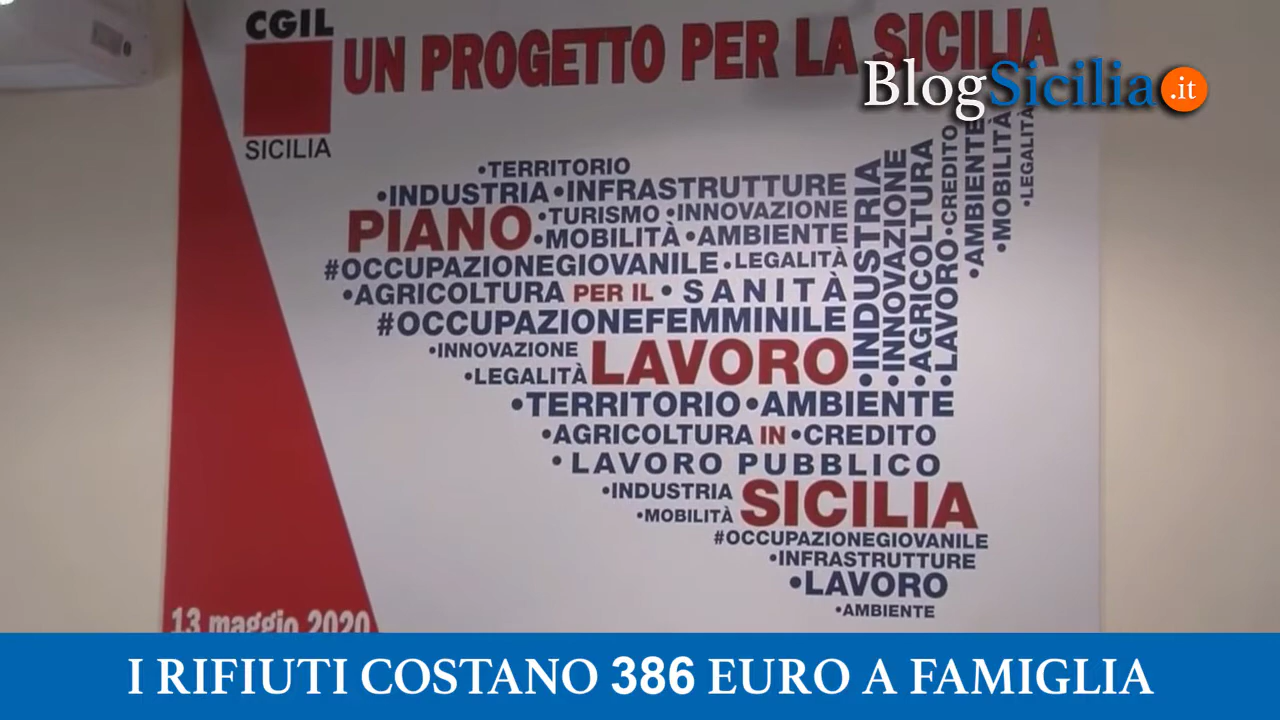 CGIL
SICILIA
UN PROGETTO PER LA SICILIA
BlogSicilia.it
•TERRITORIO
•INDUSTRIA •INFRASTRUTTURE
PIANO •TURISMO •INNOVAZIONE
•MOBILITÀ •AMBIENTE
#OCCUPAZIONEGIOVANILE •LEGALITÀ
•AGRICOLTURA PER IL • SANITÀ
#OCCUPAZIONEFEMMINILE
•INNOVAZIONE LAVORO
•LEGALITÀ
•INDUSTRIA
•INNOVAZIONE
•AGRICOLTURA
•LAVORO •CREDITO
•AMBIENTE
•MOBILITÀ
•LEGALITÀ
•TERRITORIO •AMBIENTE
•AGRICOLTURA IN •CREDITO
•LAVORO PUBBLICO
•INDUSTRIA SICILIA
•MOBILITÀ
#OCCUPAZIONEGIOVANILE
•INFRASTRUTTURE
•LAVORO
•AMBIENTE
13 maggio 2020
I RIFIUTI COSTANO 386 EURO A FAMIGLIA